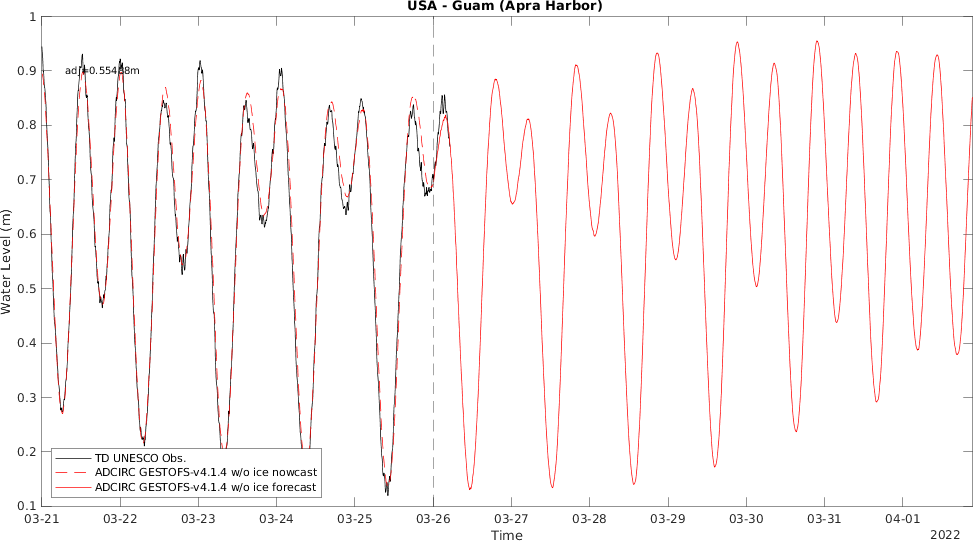 USA - Guam (Apra Harbor)
1
0.9
0.8
0.7
0.6
0.5
0.4
0.3
0.2
0.1
Water Level (m)
TD UNESCO Obs.
ADCIRC GESTOFS-v4.1.4 w/o ice nowcast
ADCIRC GESTOFS-v4.1.4 w/o ice forecast
03-21 03-22 03-23 03-24 03-25 03-26 03-27 03-28 03-29 03-30 03-31 04-01
Time
2022